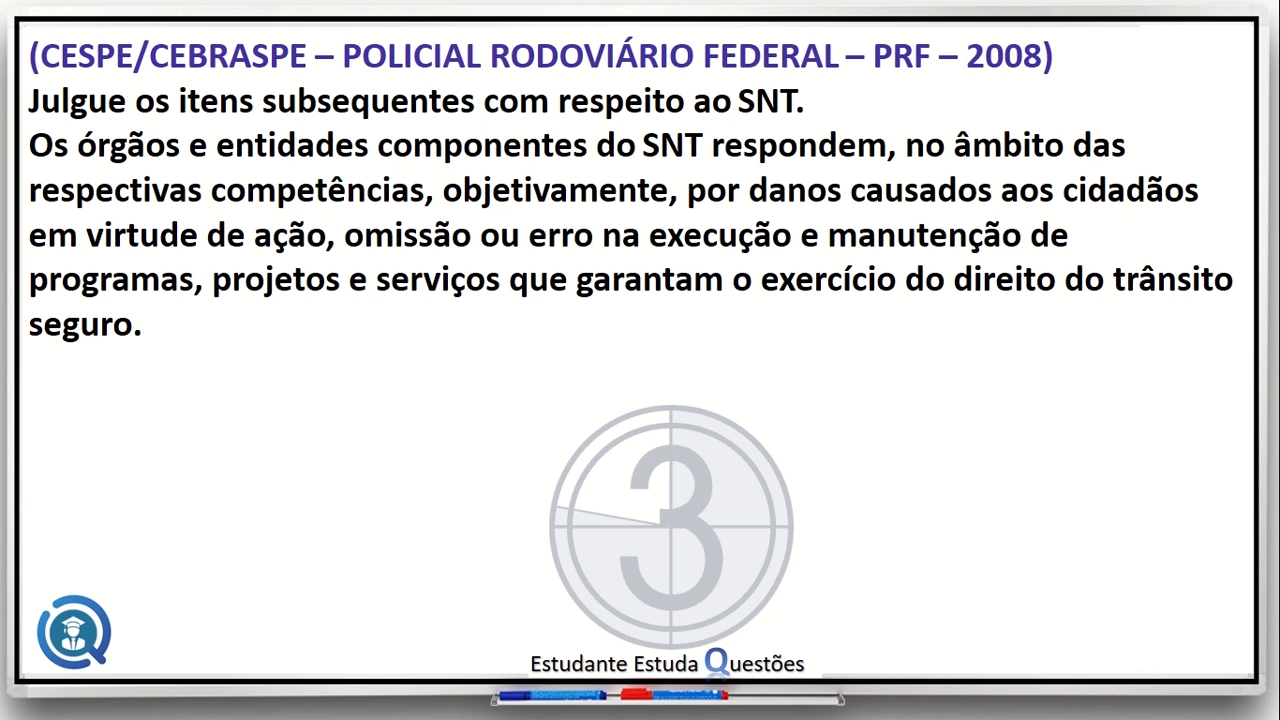 (CESPE/CEBRASPE – POLICIAL RODOVIÁRIO FEDERAL – PRF – 2008)
Julgue os itens subsequentes com respeito ao SNT.
Os órgãos e entidades componentes do SNT respondem, no âmbito das
respectivas competências, objetivamente, por danos causados aos cidadãos
em virtude de ação, omissão ou erro na execução e manutenção de
programas, projetos e serviços que garantam o exercício do direito do trânsito
seguro.
3
Estudante Estuda Questões